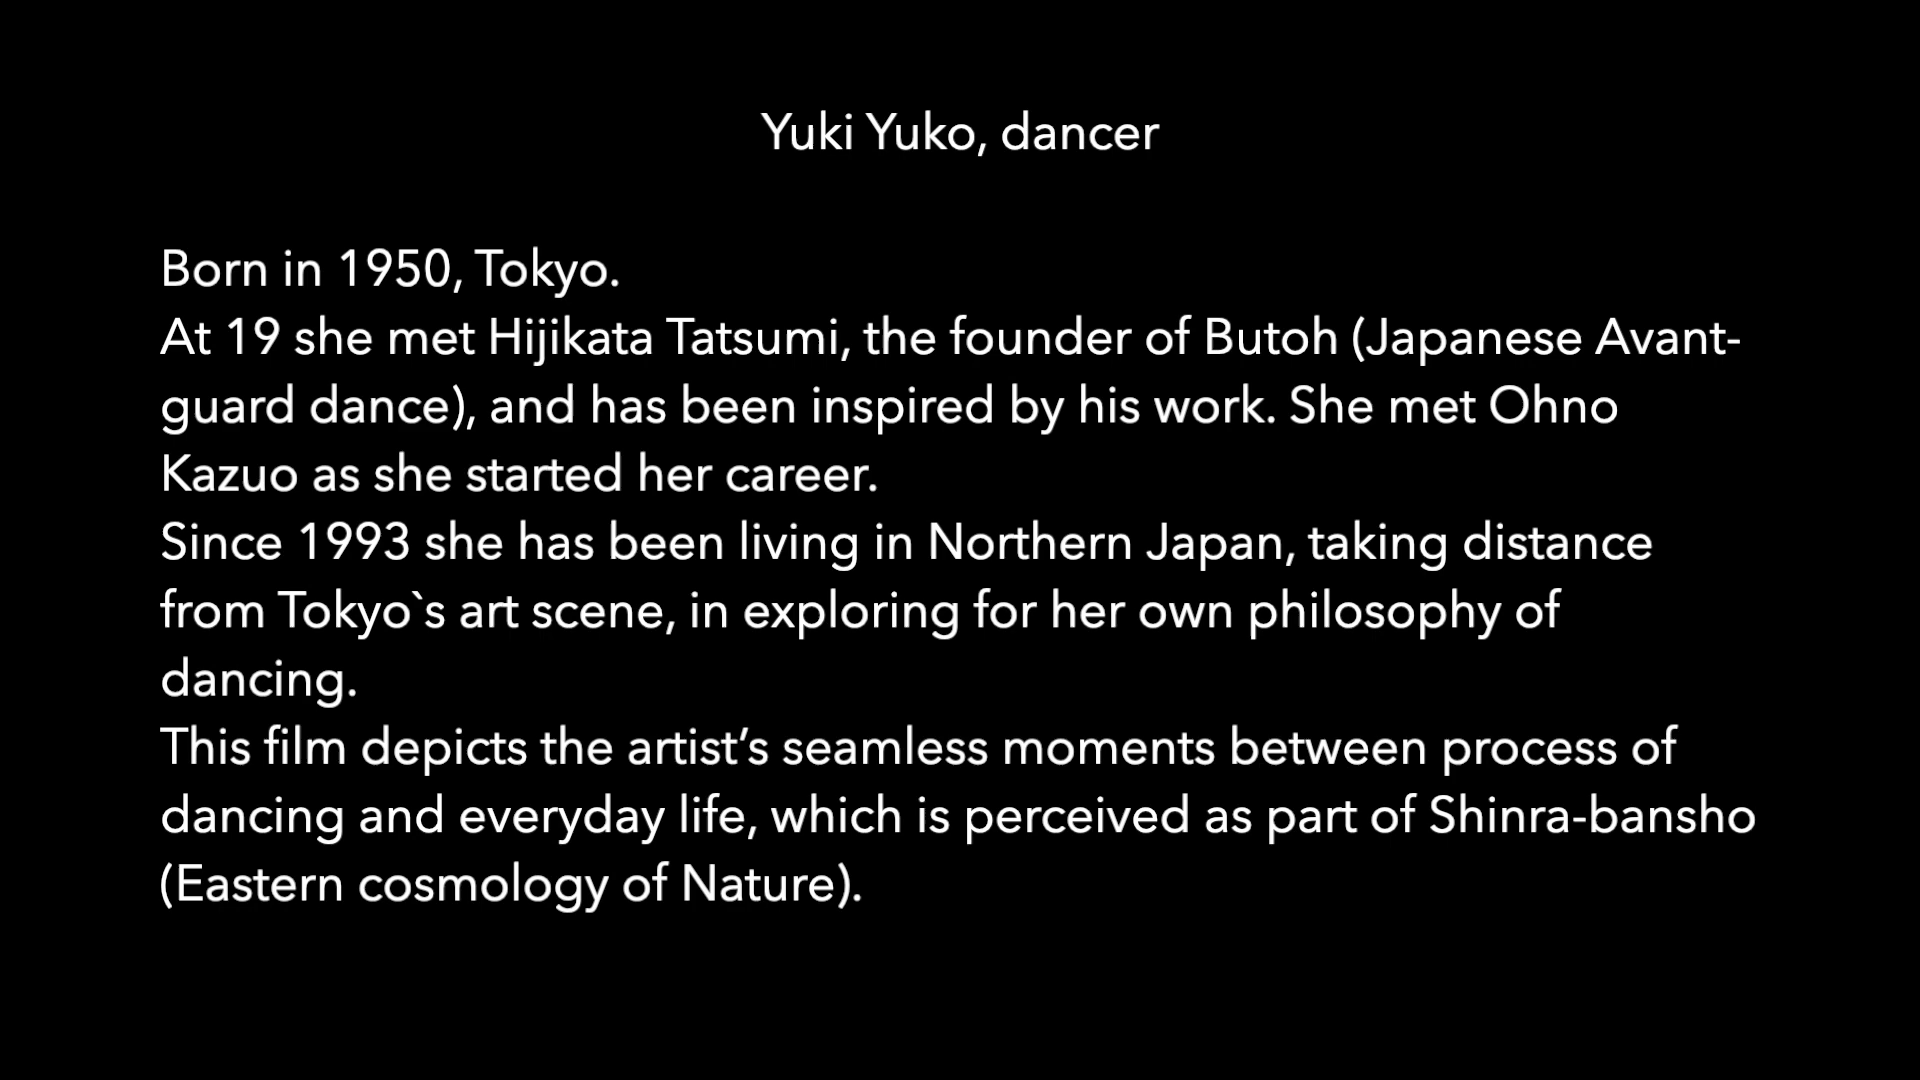 Yuki Yuko, dancer
Born in 1950, Tokyo.
At 19 she met Hijikata Tatsumi, the founder of Butoh (Japanese Avant-
guard dance), and has been inspired by his work. She met Ohno
Kazuo as she started her career.
Since 1993 she has been living in Northern Japan, taking distance
from Tokyo`s art scene, in exploring for her own philosophy of
dancing.
This film depicts the artist’s seamless moments between process of
dancing and everyday life, which is perceived as part of Shinra-bansho
(Eastern cosmology of Nature).